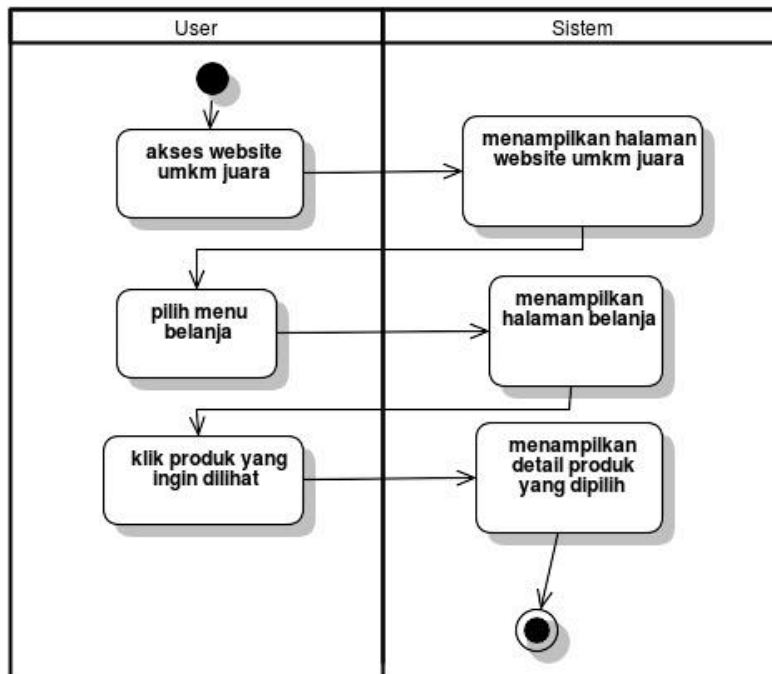 User
Sistem
akses website
umkm juara
menampilkan halaman
website umkm juara
pilih menu
belanja
menampilkan
halaman belanja
klik produk yang
ingin dilihat
menampilkan
detail produk
yang dipilih